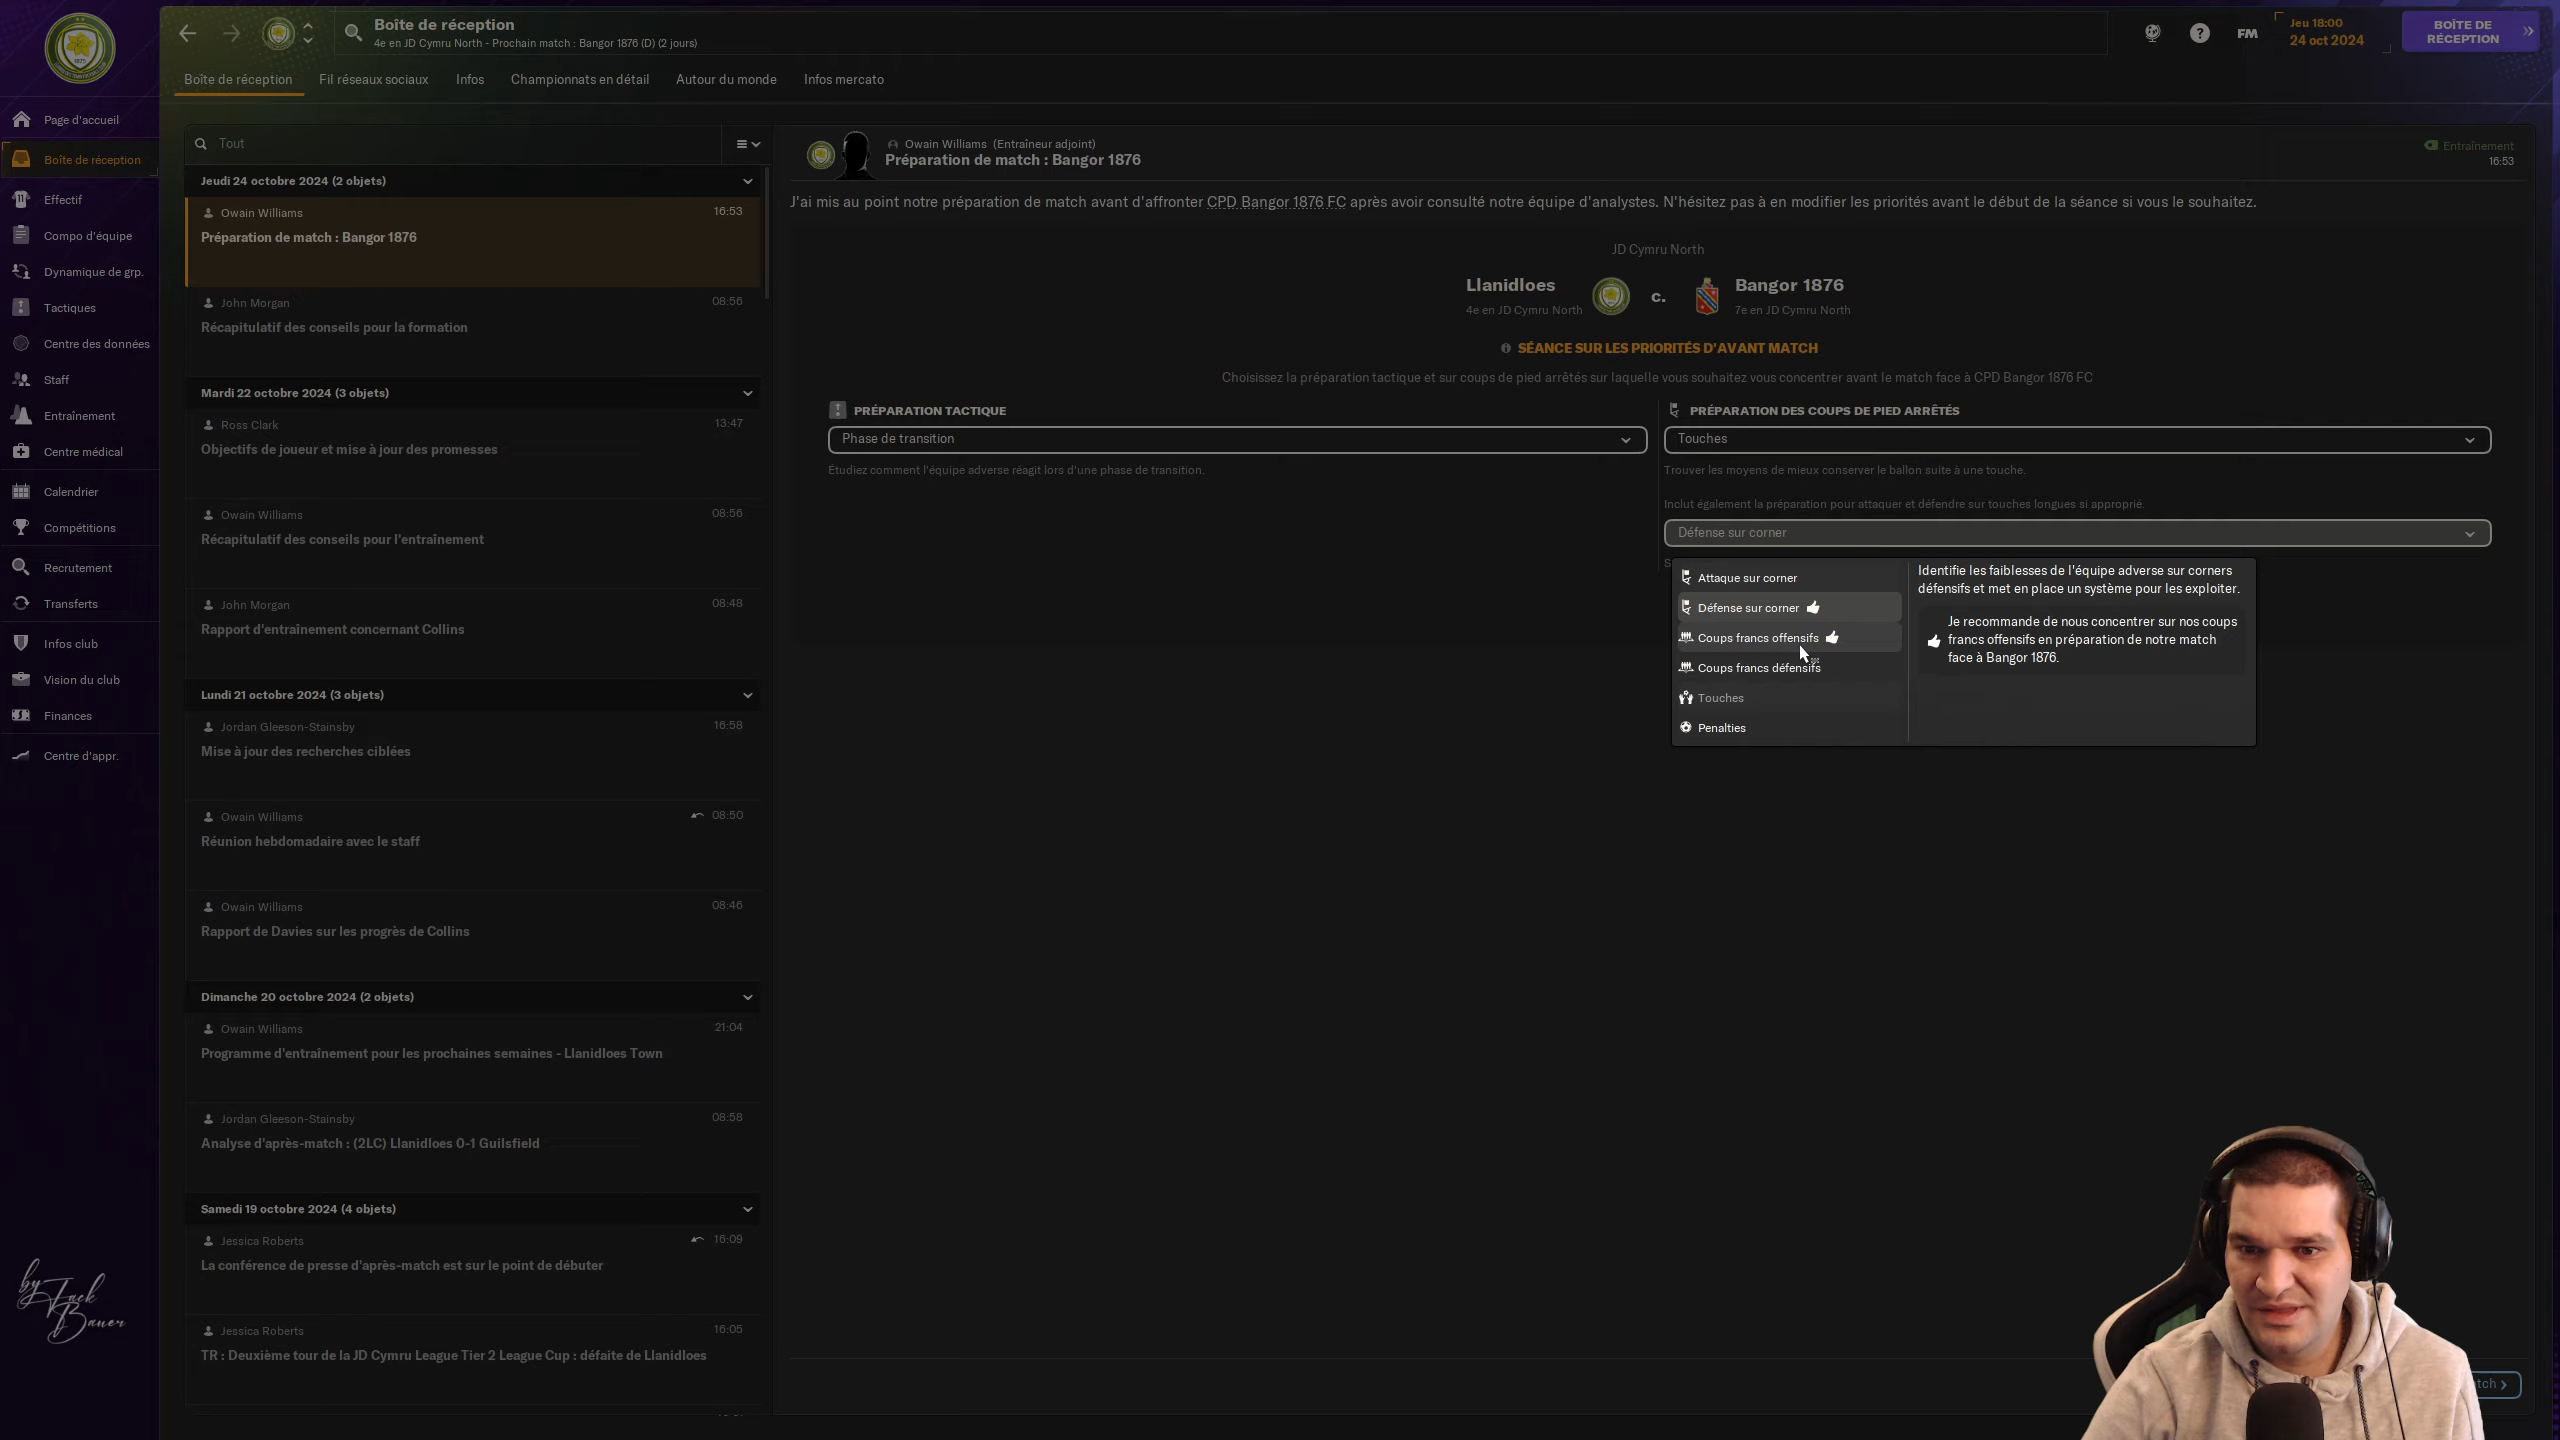 Boîte de réception
4e en JD Cymru North - Prochain match : Bangor 1876 (D) (2 jours)
FM
Jeu 18:00
24 oct 2024
BOÎTE DE
RÉCEPTION
Boîte de réception
Fil réseaux sociaux
Infos
Championnats en détail
Autour du monde
Infos mercato
Page d'accueil
Boîte de réception
Effectif
Compo d'équipe
Dynamique de grp.
Tactiques
Centre des données
Staff
Entraînement
Centre médical
Calendrier
Compétitions
Recrutement
Transferts
Infos club
Vision du club
Finances
Centre d'appr.
by Jack
Bauer
Tout
Jeudi 24 octobre 2024 (2 objets)
Owain Williams 16:53
Préparation de match : Bangor 1876
John Morgan 08:56
Récapitulatif des conseils pour la formation
Mardi 22 octobre 2024 (3 objets)
Ross Clark 13:47
Objectifs de joueur et mise à jour des promesses
Owain Williams 08:56
Récapitulatif des conseils pour l'entraînement
John Morgan 08:48
Rapport d'entraînement concernant Collins
Lundi 21 octobre 2024 (3 objets)
Jordan Gleeson-Stainsby 16:58
Mise à jour des recherches ciblées
Owain Williams 08:50
Réunion hebdomadaire avec le staff
Owain Williams 08:46
Rapport de Davies sur les progrès de Collins
Dimanche 20 octobre 2024 (2 objets)
Owain Williams 21:04
Programme d'entraînement pour les prochaines semaines - Llanidloes Town
Jordan Gleeson-Stainsby 08:58
Analyse d'après-match : (2LC) Llanidloes 0-1 Guilsfield
Samedi 19 octobre 2024 (4 objets)
Jessica Roberts 16:09
La conférence de presse d'après-match est sur le point de débuter
Jessica Roberts 16:05
TR : Deuxième tour de la JD Cymru League Tier 2 League Cup : défaite de Llanidloes
Owain Williams (Entraîneur adjoint)
Préparation de match : Bangor 1876
Entraînement
16:53
J'ai mis au point notre préparation de match avant d'affronter CPD Bangor 1876 FC après avoir consulté notre équipe d'analystes. N'hésitez pas à en modifier les priorités avant le début de la séance si vous le souhaitez.
JD Cymru North
Llanidloes c. Bangor 1876
4e en JD Cymru North 7e en JD Cymru North
SÉANCE SUR LES PRIORITÉS D'AVANT MATCH
Choisissez la préparation tactique et sur coups de pied arrêtés sur laquelle vous souhaitez vous concentrer avant le match face à CPD Bangor 1876 FC
PRÉPARATION TACTIQUE
Phase de transition
Étudiez comment l'équipe adverse réagit lors d'une phase de transition.
PRÉPARATION DES COUPS DE PIED ARRÊTÉS
Touches
Trouver les moyens de mieux conserver le ballon suite à une touche.
Inclut également la préparation pour attaquer et défendre sur touches longues si approprié.
Défense sur corner
Attaque sur corner
Défense sur corner
Coups francs offensifs
Coups francs défensifs
Touches
Penalties
Identifie les faiblesses de l'équipe adverse sur corners
défensifs et met en place un système pour les exploiter.
Je recommande de nous concentrer sur nos coups
francs offensifs en préparation de notre match
face à Bangor 1876.